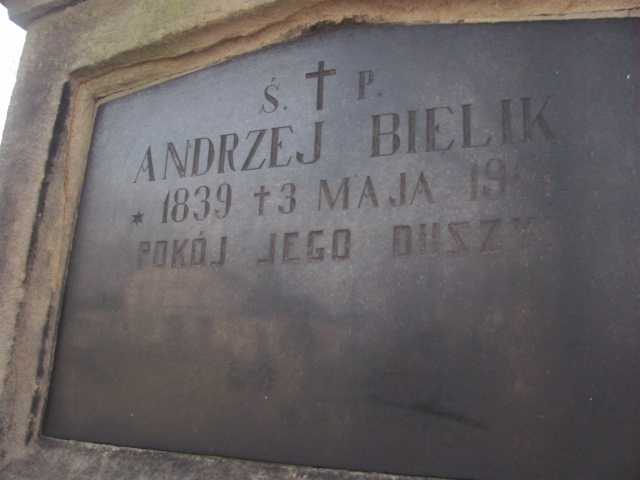 Ś. † P.
ANDRZEJ BIELIK
* 1839 † 3 MAJA
POKÓJ JEGO DUSZY!